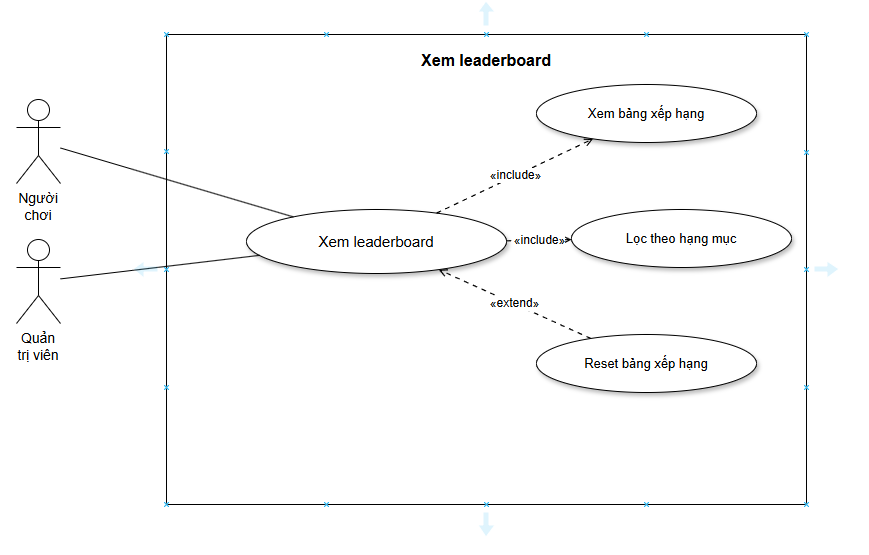 Xem leaderboard
Xem bảng xếp hạng
«include»
Người
chơi
Xem leaderboard
«include»
Lọc theo hạng mục
«extend»
Quản
trị viên
Reset bảng xếp hạng